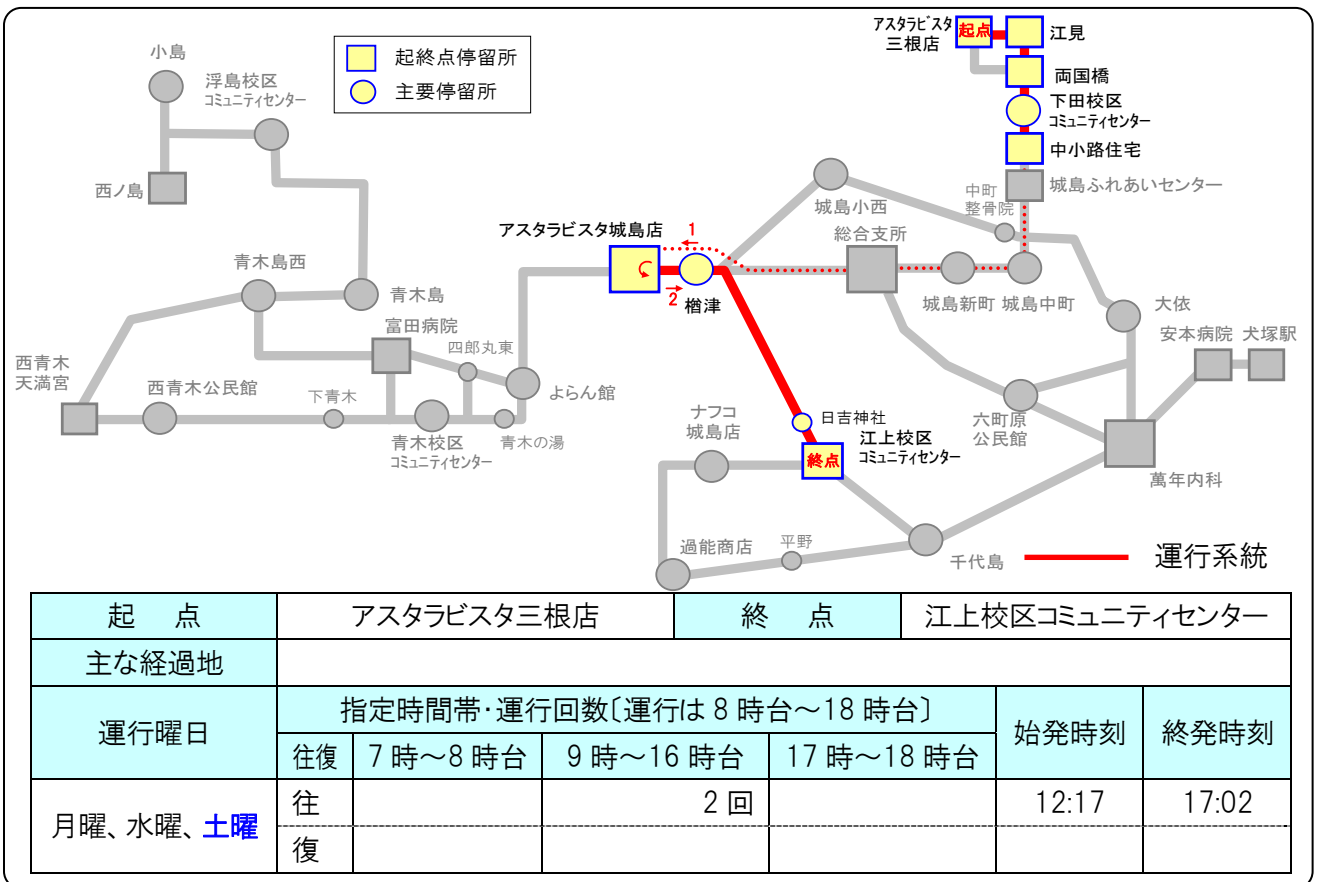 アスタラビスタ
三根店
起点
江見
両国橋
下田校区
コミュニティセンター
中小路住宅
城島ふれあいセンター
小島
浮島校区
コミュニティセンター
起終点停留所
主要停留所
西ノ島
城島小西
中町
整骨院
アスタラビスタ城島店
1
2
楢津
総合支所
城島新町
城島中町
大依
安本病院
犬塚駅
青木島西
青木島
富田病院
四郎丸東
よらん館
西青木
天満宮
西青木公民館
下青木
青木校区
コミュニティセンター
青木の湯
ナフコ
城島店
日吉神社
江上校区
コミュニティセンター
終点
六町原
公民館
萬年内科
過能商店
平野
千代島
運行系統
起 点 アスタラビスタ三根店 終 点 江上校区コミュニティセンター
主な経過地
運行曜日 指定時間帯・運行回数〔運行は8時台～18時台〕 始発時刻 終発時刻
往復 7時～8時台 9時～16時台 17時～18時台
月曜、水曜、土曜 往 2回 12:17 17:02
復